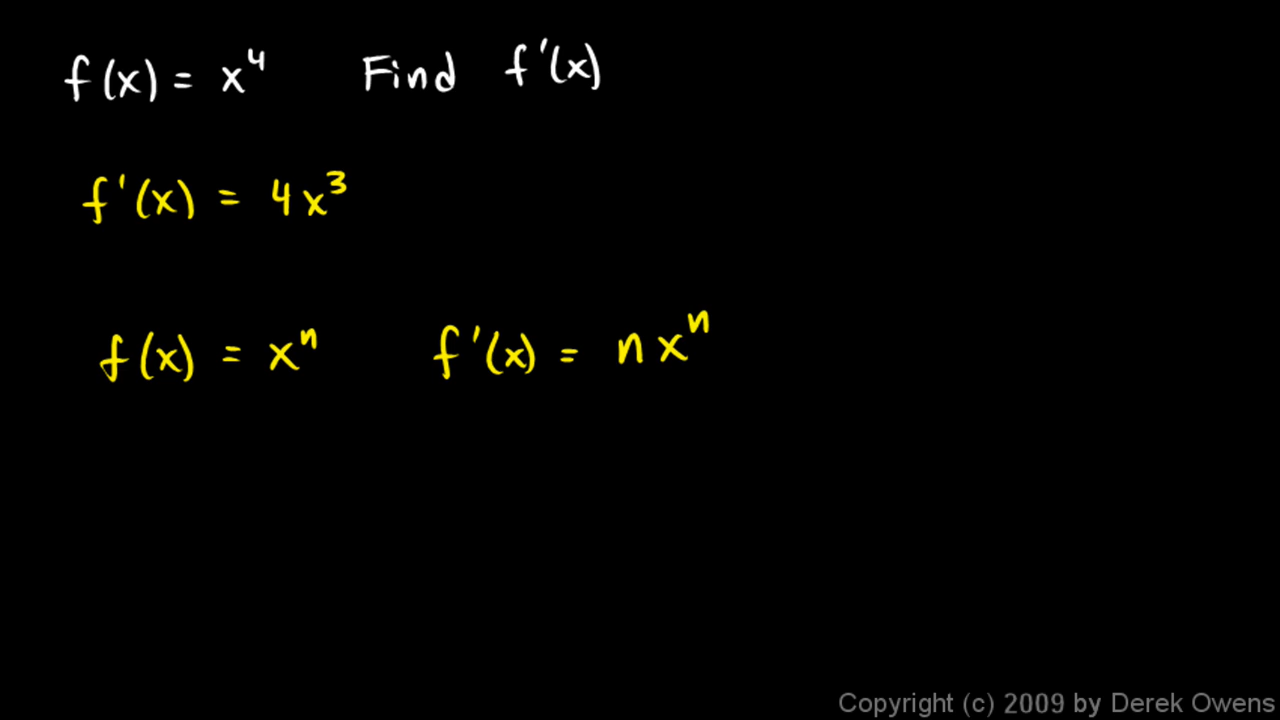 f(x) = x⁴ Find f'(x)
f'(x) = 4x³
f(x) = xⁿ f'(x) = nxⁿ
Copyright (c) 2009 by Derek Owens